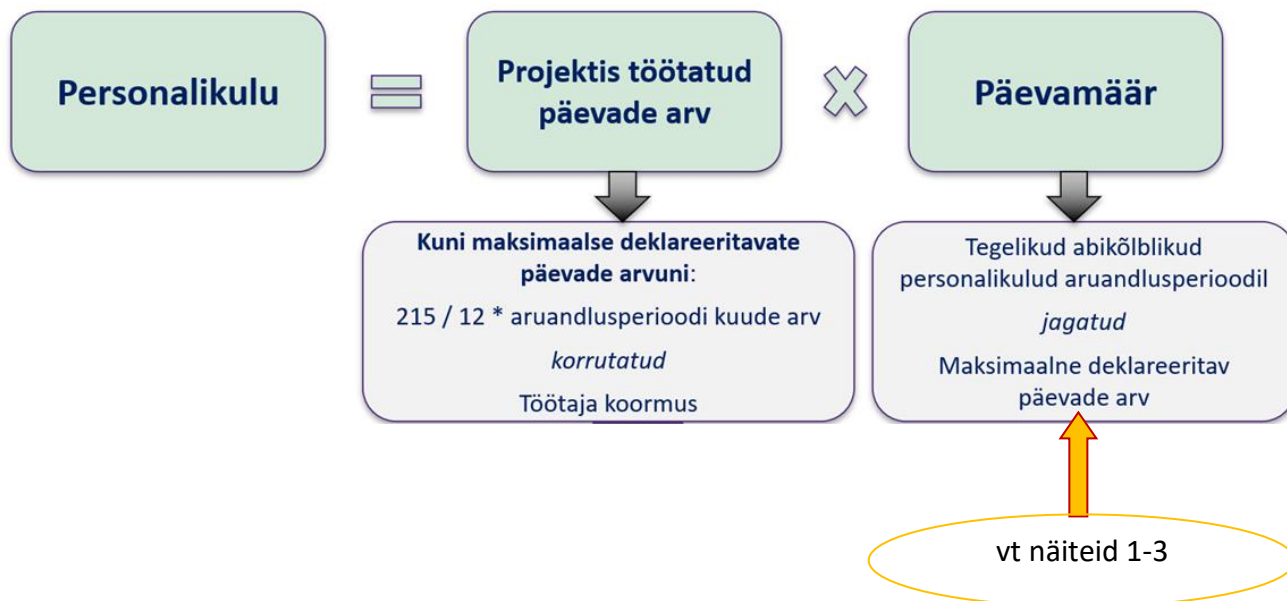 Personalikulu
Projektis töötatud
päevade arv
Päevamäär
Kuni maksimaalse deklareeritavate
päevade arvuni:
215 / 12 * aruandlusperioodi kuude arv
korrutatud
Töötaja koormus
Tegelikud abikõlblikud
personalikulud aruandlusperioodil
jagatud
Maksimaalne deklareeritav
päevade arv
vt näiteid 1-3